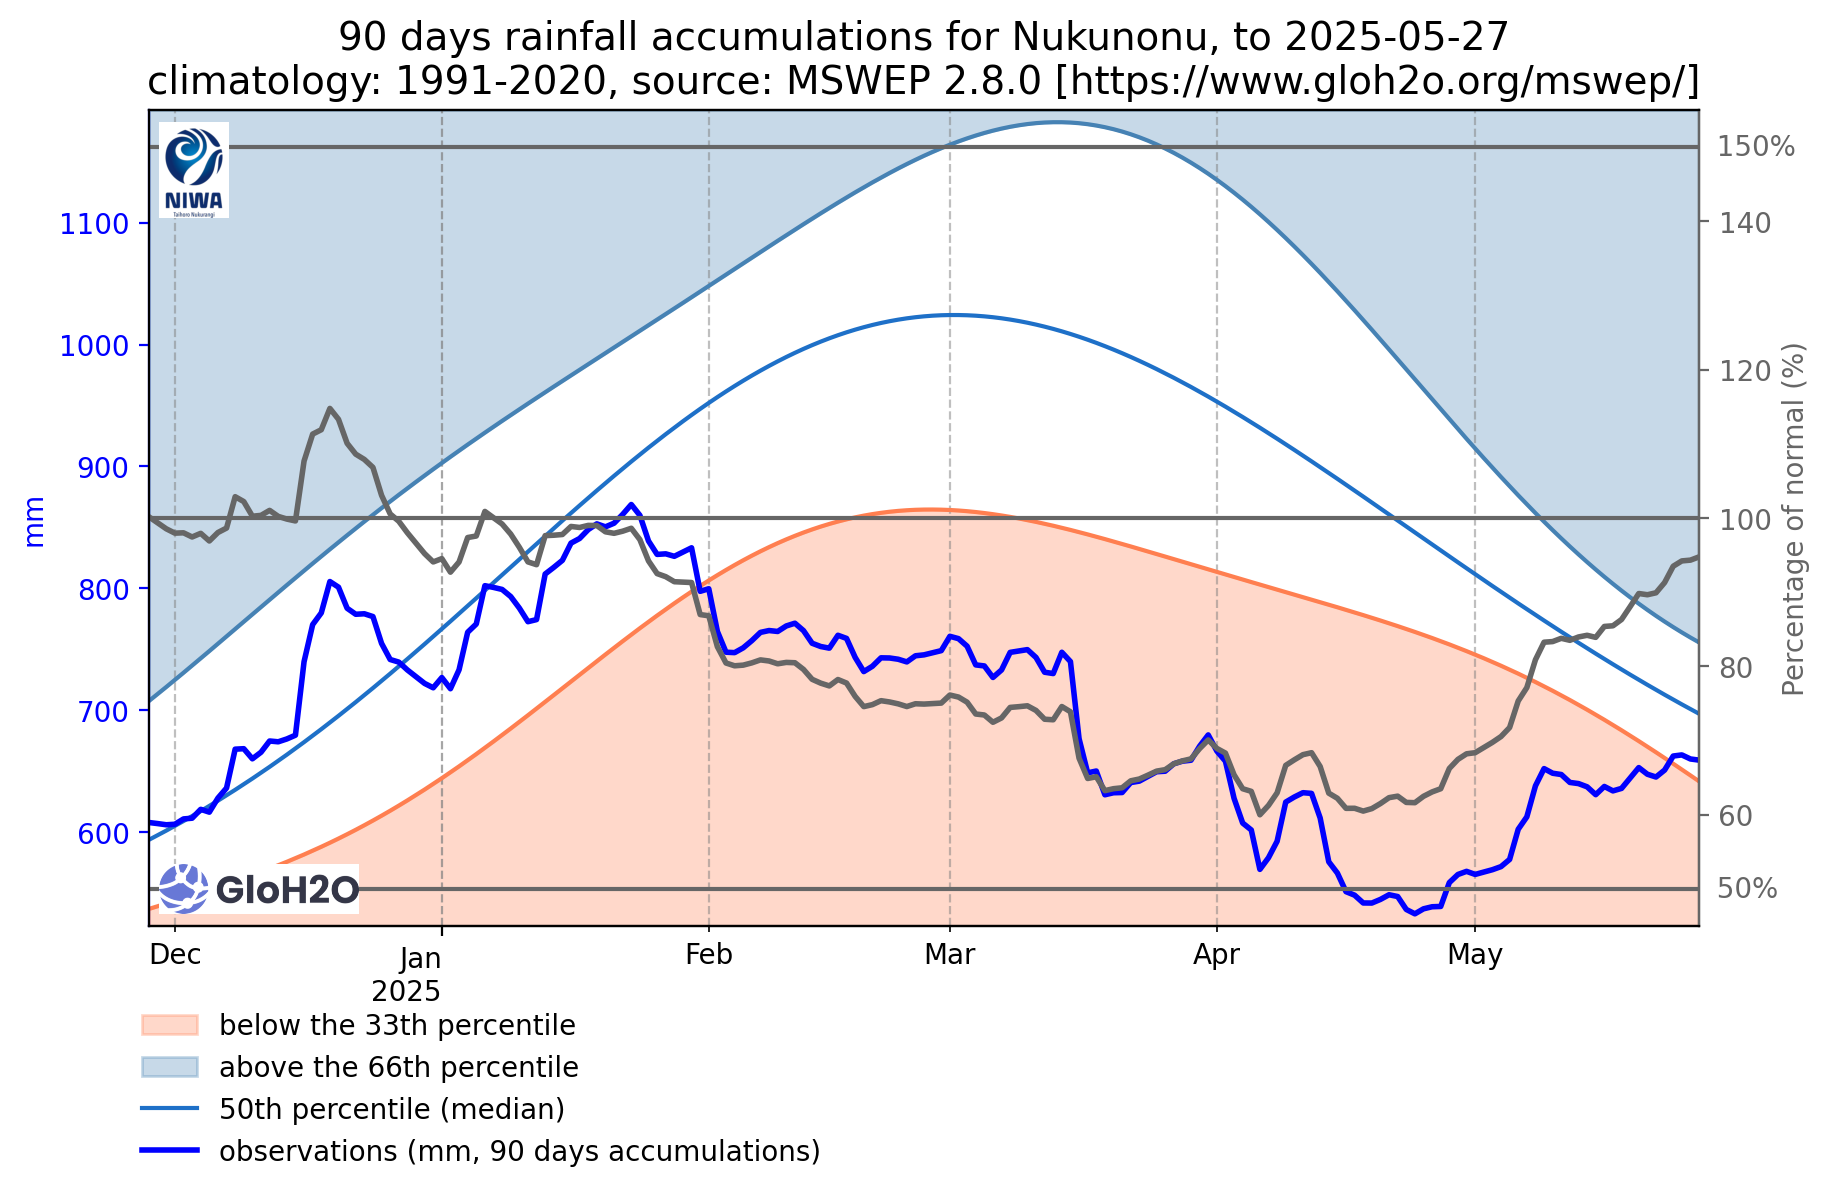 90 days rainfall accumulations for Nukunonu, to 2025-05-27
climatology: 1991-2020, source: MSWEP 2.8.0 [https://www.gloh2o.org/mswep/]
NIWA
Taihoro Nukurangi
150%
1100
140
1000
120
900
mm
Percentage of normal (%)
100
800
80
700
600
60
GloH2O
50%
Dec
Jan
2025
Feb
Mar
Apr
May
below the 33th percentile
above the 66th percentile
50th percentile (median)
observations (mm, 90 days accumulations)